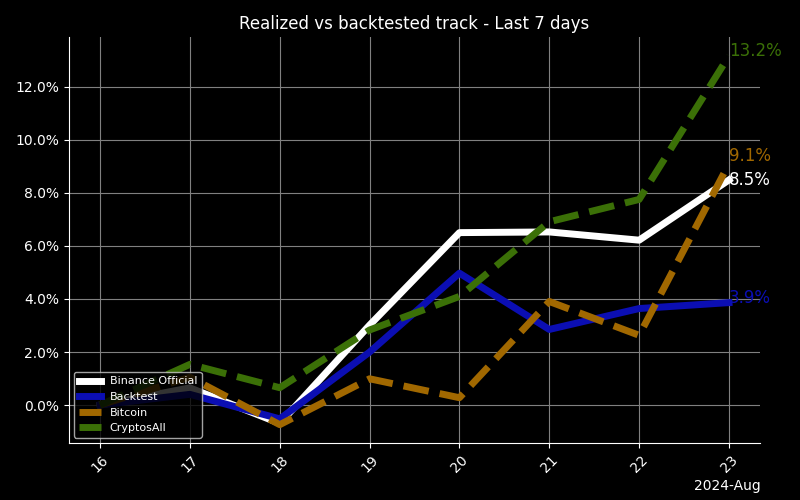 Realized vs backtested track - Last 7 days
13.2%
12.0%
10.0%
9.1%
8.5%
8.0%
6.0%
4.0%
3.9%
2.0%
0.0%
Binance Official
Backtest
Bitcoin
CryptosAll
16 17 18 19 20 21 22 23
2024-Aug